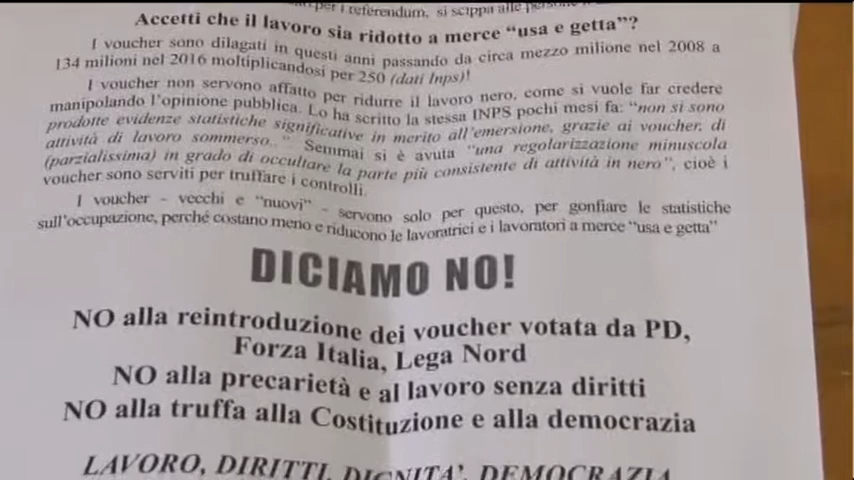 per i referendum, si scippa alle
Accetti che il lavoro sia ridotto a merce “usa e getta”?
I voucher sono dilagati in questi anni passando da circa mezzo milione nel 2008 a
134 milioni nel 2016 moltiplicandosi per 250 (dati Inps)!
I voucher non servono affatto per ridurre il lavoro nero, come si vuole far credere
manipolando l’opinione pubblica. Lo ha scritto la stessa INPS pochi mesi fa: “non si sono
prodotte evidenze statistiche significative in merito all’emersione, grazie ai voucher, di
attività di lavoro sommerso..” Semmai si è avuta “una regolarizzazione minuscola
(parzialissima) in grado di occultare la parte più consistente di attività in nero”, cioè i
voucher sono serviti per truffare i controlli.
I voucher - vecchi e “nuovi” - servono solo per questo, per gonfiare le statistiche
sull’occupazione, perché costano meno e riducono le lavoratrici e i lavoratori a merce “usa e getta”
DICIAMO NO!
NO alla reintroduzione dei voucher votata da PD,
Forza Italia, Lega Nord
NO alla precarietà e al lavoro senza diritti
NO alla truffa alla Costituzione e alla democrazia
LAVORO, DIRITTI, DIGNITA’, DEMOCRAZIA